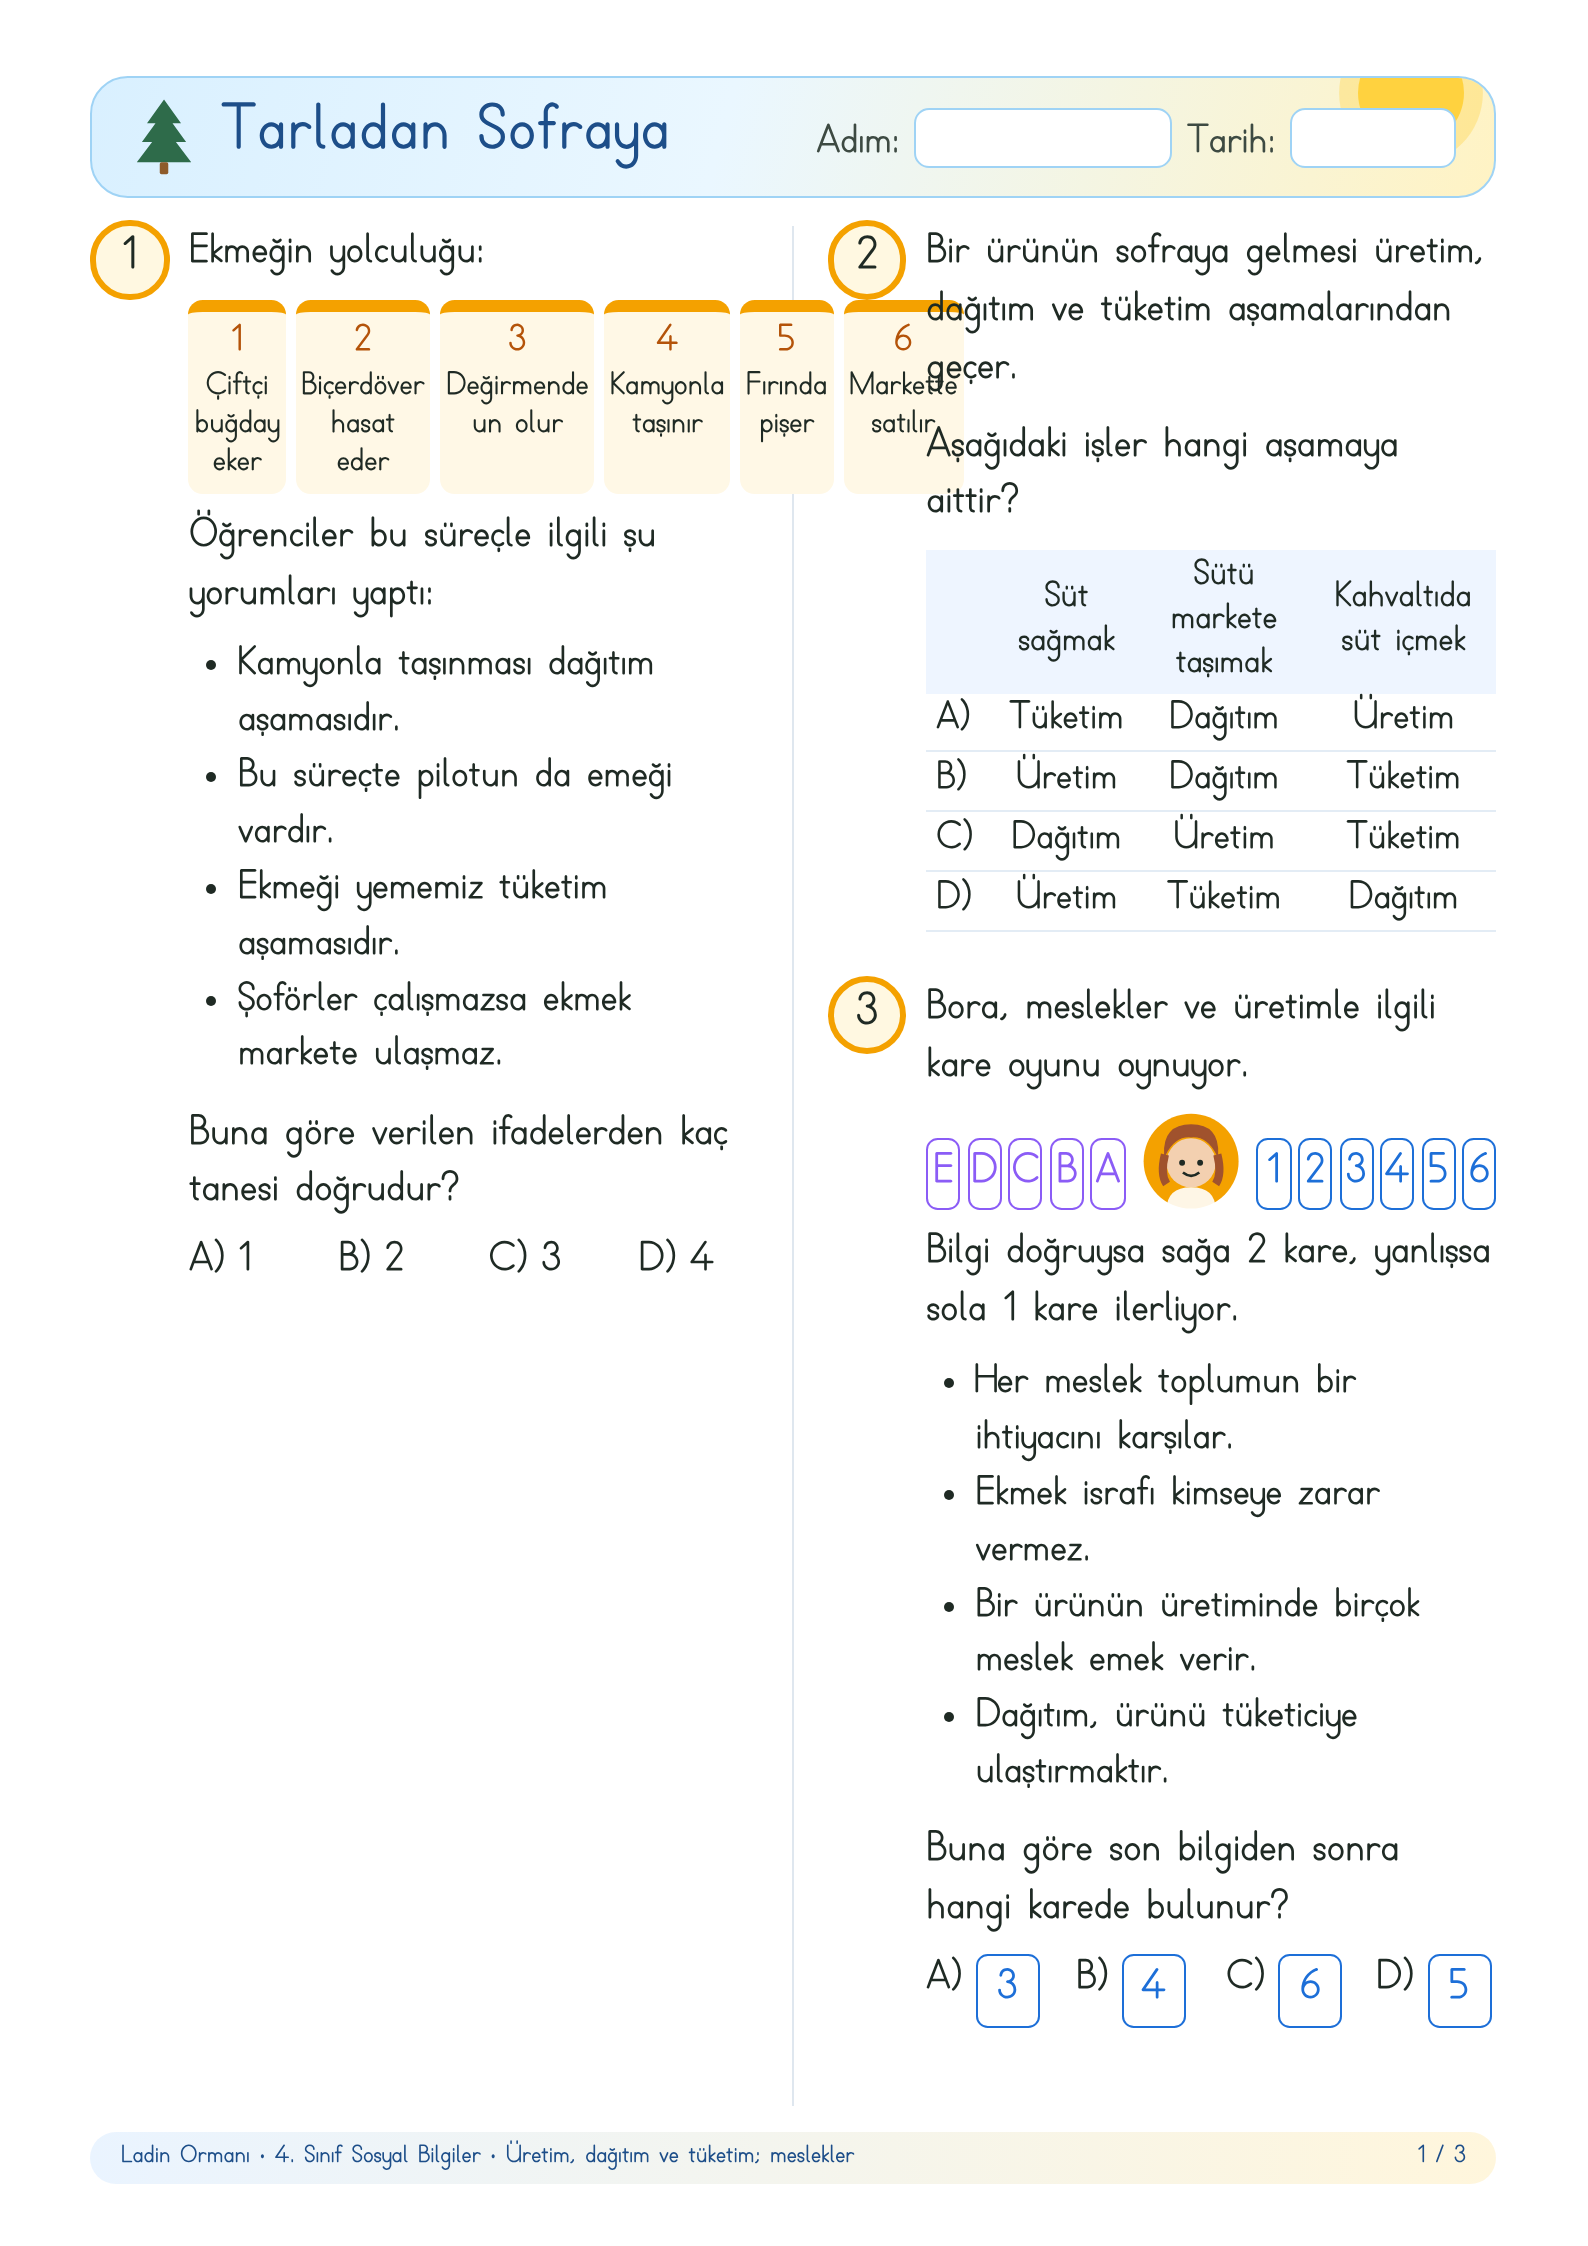 Tarladan Sofraya
Adım:
Tarih:
1
Ekmeğin yolculuğu:
1 2 3 4 5 6
Çiftçi Biçerdöver Değirmende Kamyonla Fırında Markette
buğday hasat un olur taşınır pişer satılır
eker eder
Öğrenciler bu süreçle ilgili şu
yorumları yaptı:
• Kamyonla taşınması dağıtım
aşamasıdır.
• Bu süreçte pilotun da emeği
vardır.
• Ekmeği yememiz tüketim
aşamasıdır.
• Şoförler çalışmazsa ekmek
markete ulaşmaz.
Buna göre verilen ifadelerden kaç
tanesi doğrudur?
A) 1 B) 2 C) 3 D) 4
2
Bir ürünün sofraya gelmesi üretim,
dağıtım ve tüketim aşamalarından
geçer.
Aşağıdaki işler hangi aşamaya
aittir?
Süt Sütü Kahvaltıda
sağmak markete süt içmek
taşımak
A) Tüketim Dağıtım Üretim
B) Üretim Dağıtım Tüketim
C) Dağıtım Üretim Tüketim
D) Üretim Tüketim Dağıtım
3
Bora, meslekler ve üretimle ilgili
kare oyunu oynuyor.
E D C B A 1 2 3 4 5 6
Bilgi doğruysa sağa 2 kare, yanlışsa
sola 1 kare ilerliyor.
• Her meslek toplumun bir
ihtiyacını karşılar.
• Ekmek israfı kimseye zarar
vermez.
• Bir ürünün üretiminde birçok
meslek emek verir.
• Dağıtım, ürünü tüketiciye
ulaştırmaktır.
Buna göre son bilgiden sonra
hangi karede bulunur?
A) 3 B) 4 C) 6 D) 5
Ladin Ormanı • 4. Sınıf Sosyal Bilgiler • Üretim, dağıtım ve tüketim; meslekler
1 / 3